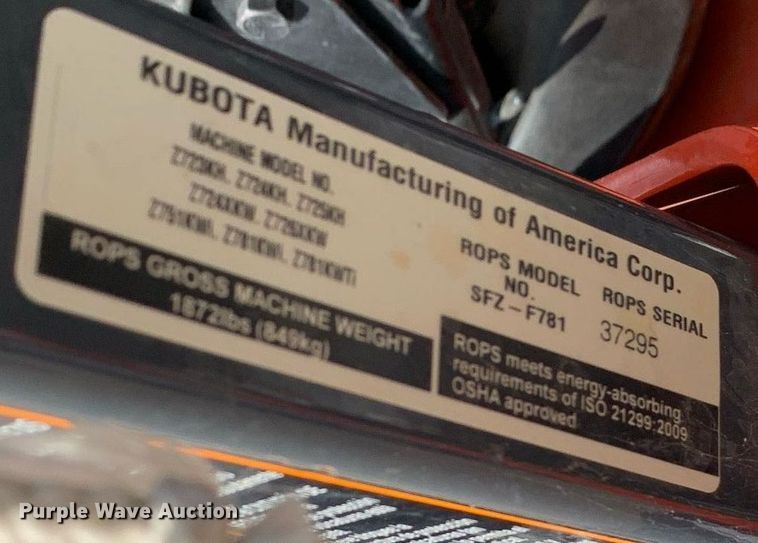 KUBOTA Manufacturing of America Corp.
MACHINE MODEL NO.
Z723KH, Z724KH, Z725KH
Z724XKW, Z726XKW
Z751KWi, Z781KWi, Z781KWTi
ROPS MODEL
NO.
SFZ-F781
ROPS SERIAL
37295
ROPS GROSS MACHINE WEIGHT
1872lbs (849kg)
ROPS meets energy-absorbing
requirements of ISO 21299:2009
OSHA approved
Purple Wave Auction